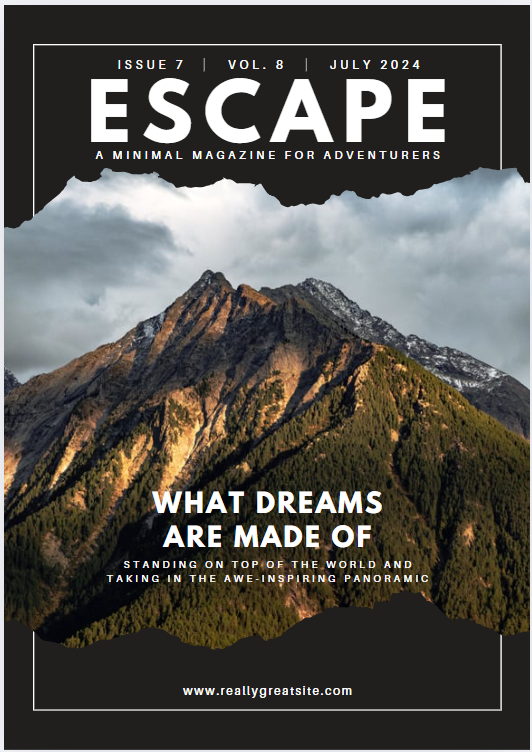 ISSUE 7 | VOL. 8 | JULY 2024
ESCAPE
A MINIMAL MAGAZINE FOR ADVENTURERS
WHAT DREAMS
ARE MADE OF
STANDING ON TOP OF THE WORLD AND
TAKING IN THE AWE-INSPIRING PANORAMIC
www.reallygreatsite.com